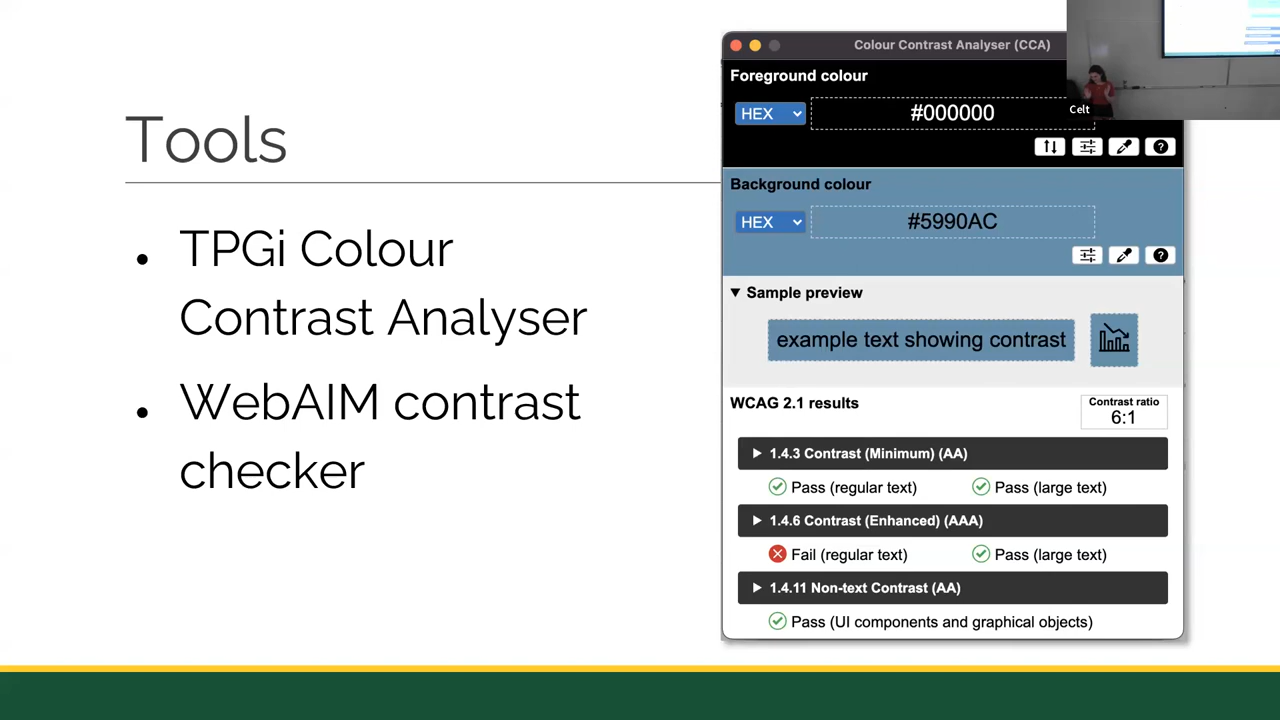 Tools
TPGi Colour
Contrast Analyser
WebAIM contrast
checker
Colour Contrast Analyser (CCA)
Foreground colour
HEX
#000000
Background colour
HEX
#5990AC
Sample preview
example text showing contrast
WCAG 2.1 results
Contrast ratio
6:1
1.4.3 Contrast (Minimum) (AA)
Pass (regular text) Pass (large text)
1.4.6 Contrast (Enhanced) (AAA)
Fail (regular text) Pass (large text)
1.4.11 Non-text Contrast (AA)
Pass (UI components and graphical objects)
Celt